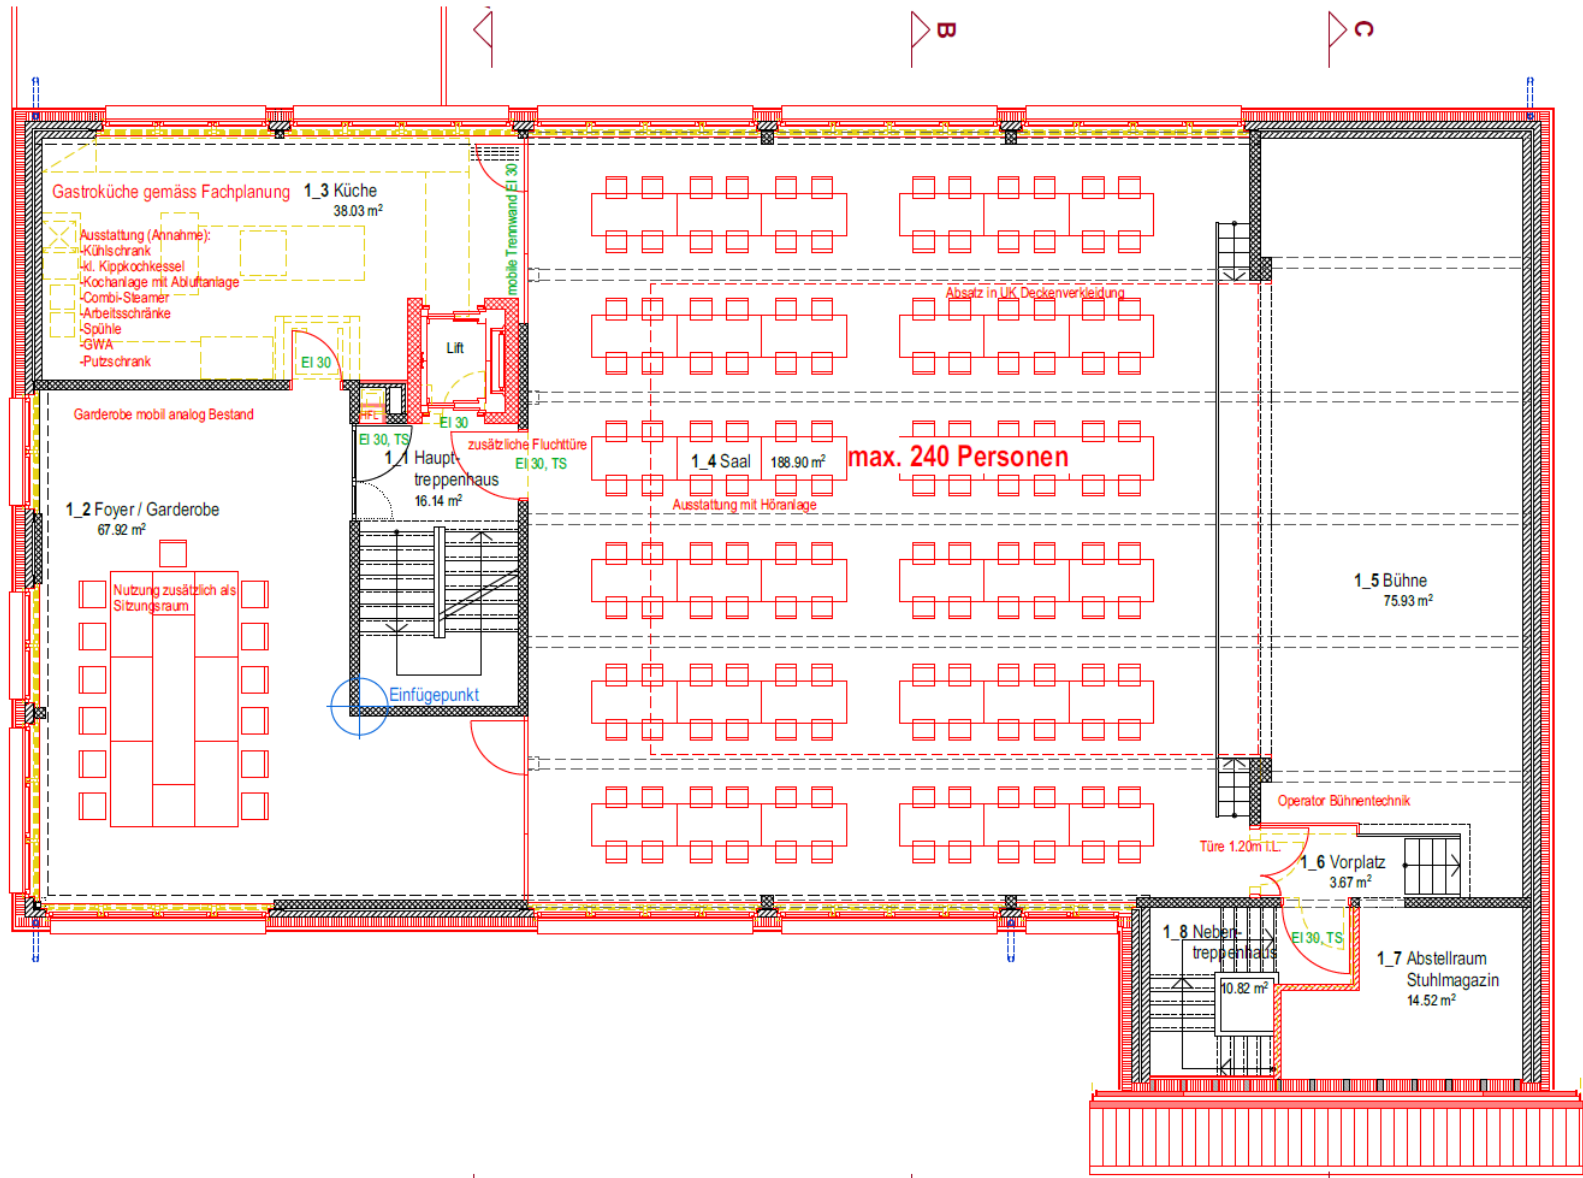 B
C
Gastroküche gemäss Fachplanung
1_3 Küche
38.03 m²
Ausstattung (Annahme):
-Kühlschrank
-kl. Kippkochkessel
-Kochanlage mit Abluftanlage
-Combi-Steamer
-Arbeitsschränke
-Spühle
-GWA
-Putzschrank
EI 30
mobile Trennwand EI 30
Lift
Absatz in UK Deckenverkleidung
Garderobe mobil analog Bestand
HFL
EI 30
EI 30, TS
zusätzliche Fluchttüre
EI 30, TS
1_1 Haupt-
treppenhaus
16.14 m²
1_4 Saal
188.90 m²
max. 240 Personen
Ausstattung mit Höranlage
1_2 Foyer / Garderobe
67.92 m²
Nutzung zusätzlich als
Sitzungsraum
1_5 Bühne
75.93 m²
Einfügepunkt
Operator Bühnentechnik
Türe 1.20m i.L.
1_6 Vorplatz
3.67 m²
1_8 Neben-
treppenhaus
10.82 m²
EI 30, TS
1_7 Abstellraum
Stuhlmagazin
14.52 m²